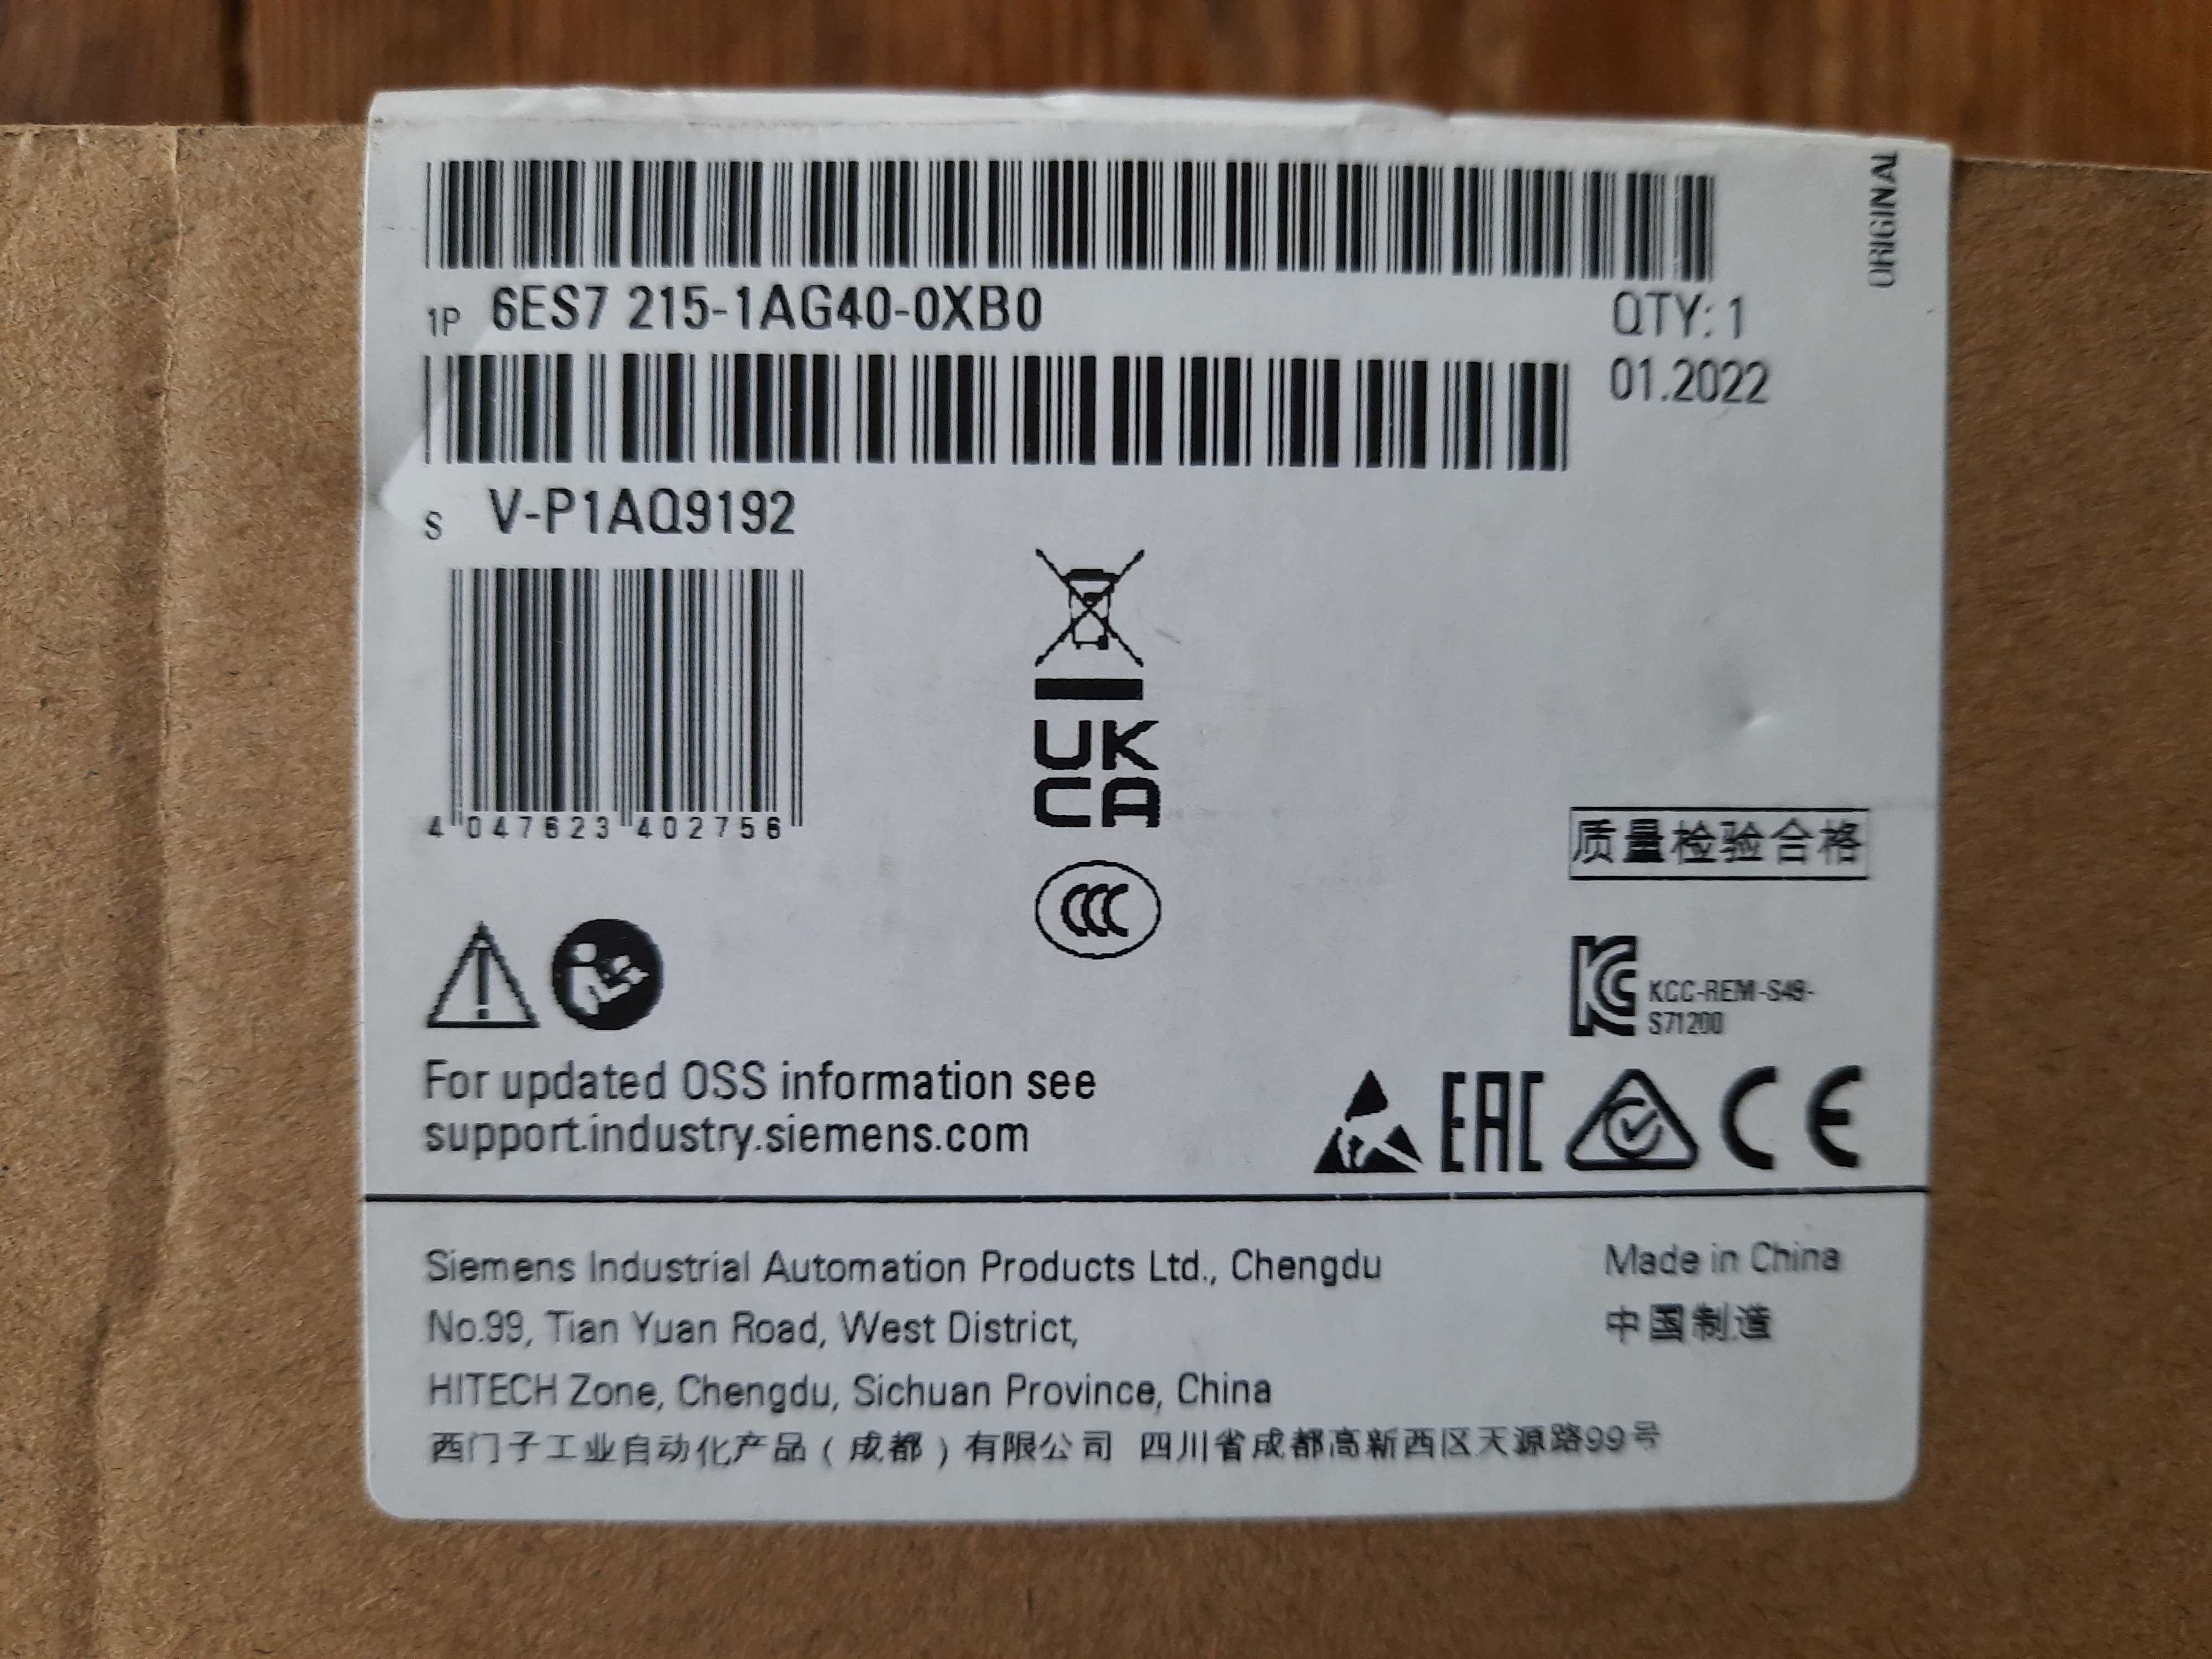 ORIGINAL
1P 6ES7 215-1AG40-0XB0
QTY: 1
01.2022
S V-P1AQ9192
4 047623 402756
UK
CA
CCC
质量检验合格
KC KCC-REM-S49-
S71200
For updated OSS information see
support.industry.siemens.com
EAC CE
Siemens Industrial Automation Products Ltd., Chengdu
Made in China
No.99, Tian Yuan Road, West District,
中国制造
HITECH Zone, Chengdu, Sichuan Province, China
西门子工业自动化产品（成都）有限公司 四川省成都高新西区天源路99号